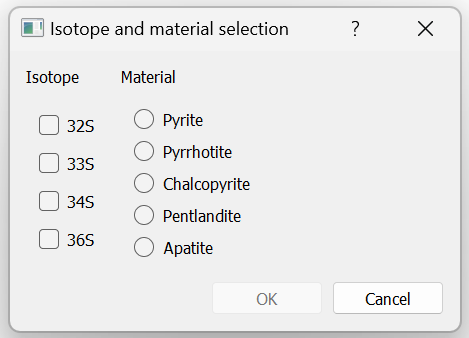 Isotope and material selection
?
Isotope
Material
32S
33S
34S
36S
Pyrite
Pyrrhotite
Chalcopyrite
Pentlandite
Apatite
OK
Cancel